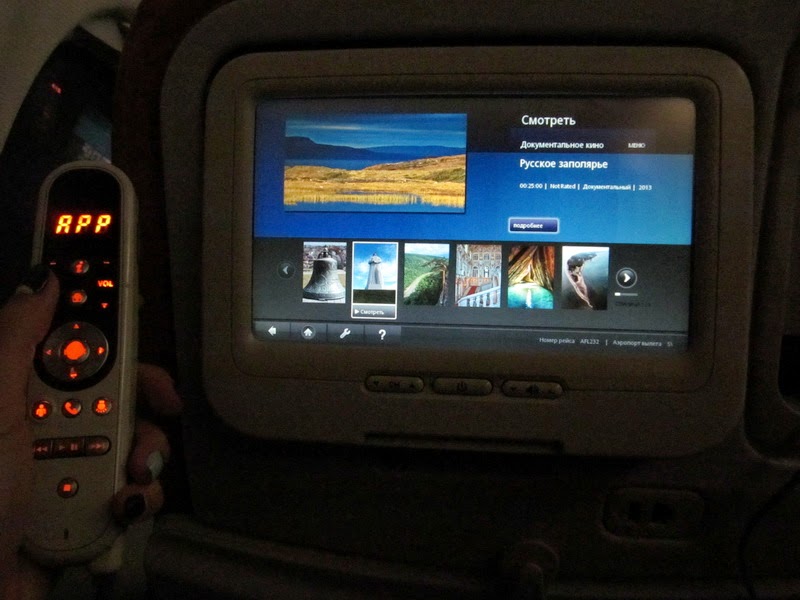 APP
VOL
Смотреть
Документальное кино МЕНЮ
Русское заполярье
00:25:00 | Not Rated | Документальный | 2013
подробнее
Смотреть
?
Номер рейса AFL232 | Аэропорт вылета
CH